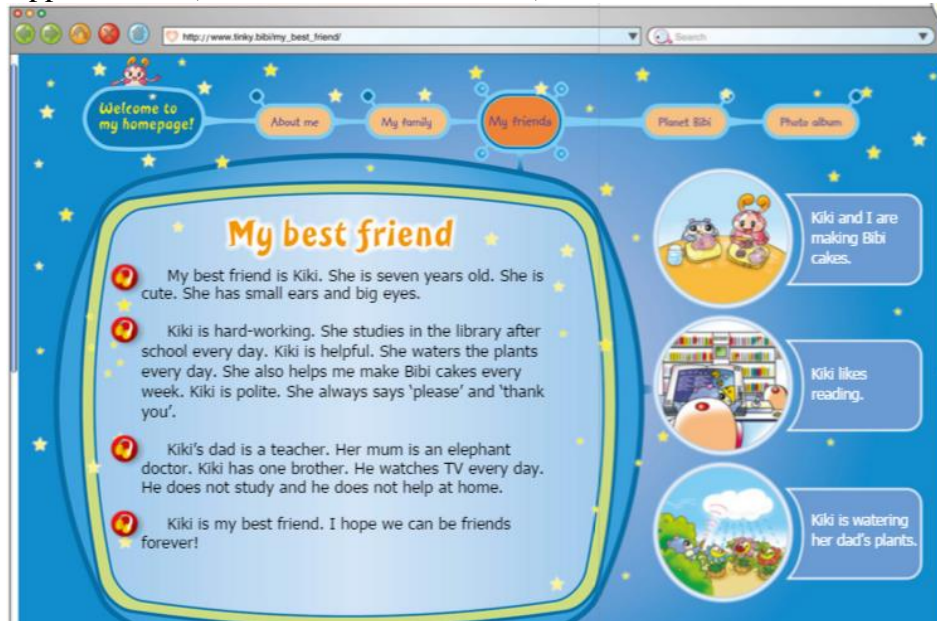 http://www.tinky.bibi/my_best_friend/
Search
Welcome to
my homepage!
About me
My family
My friends
Planet Bibi
Photo album
My best friend
My best friend is Kiki. She is seven years old. She is
cute. She has small ears and big eyes.
Kiki is hard-working. She studies in the library after
school every day. Kiki is helpful. She waters the plants
every day. She also helps me make Bibi cakes every
week. Kiki is polite. She always says ‘please’ and ‘thank
you’.
Kiki’s dad is a teacher. Her mum is an elephant
doctor. Kiki has one brother. He watches TV every day.
He does not study and he does not help at home.
Kiki is my best friend. I hope we can be friends
forever!
Kiki and I are
making Bibi
cakes.
Kiki likes
reading.
Kiki is watering
her dad’s plants.